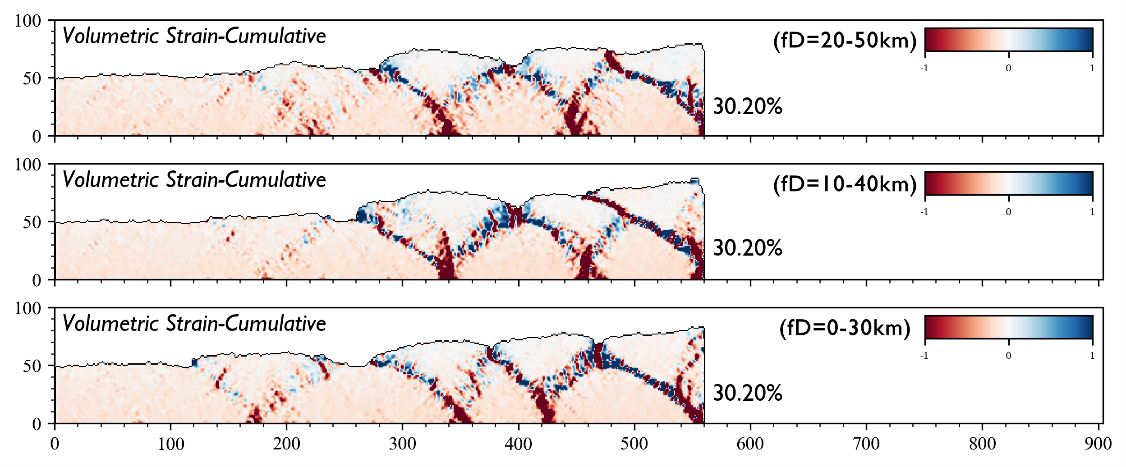 100
50
0
Volumetric Strain-Cumulative
(fD=20-50km)
-1 0 1
30.20%
100
50
0
Volumetric Strain-Cumulative
(fD=10-40km)
-1 0 1
30.20%
100
50
0
Volumetric Strain-Cumulative
(fD=0-30km)
-1 0 1
30.20%
0 100 200 300 400 500 600 700 800 900